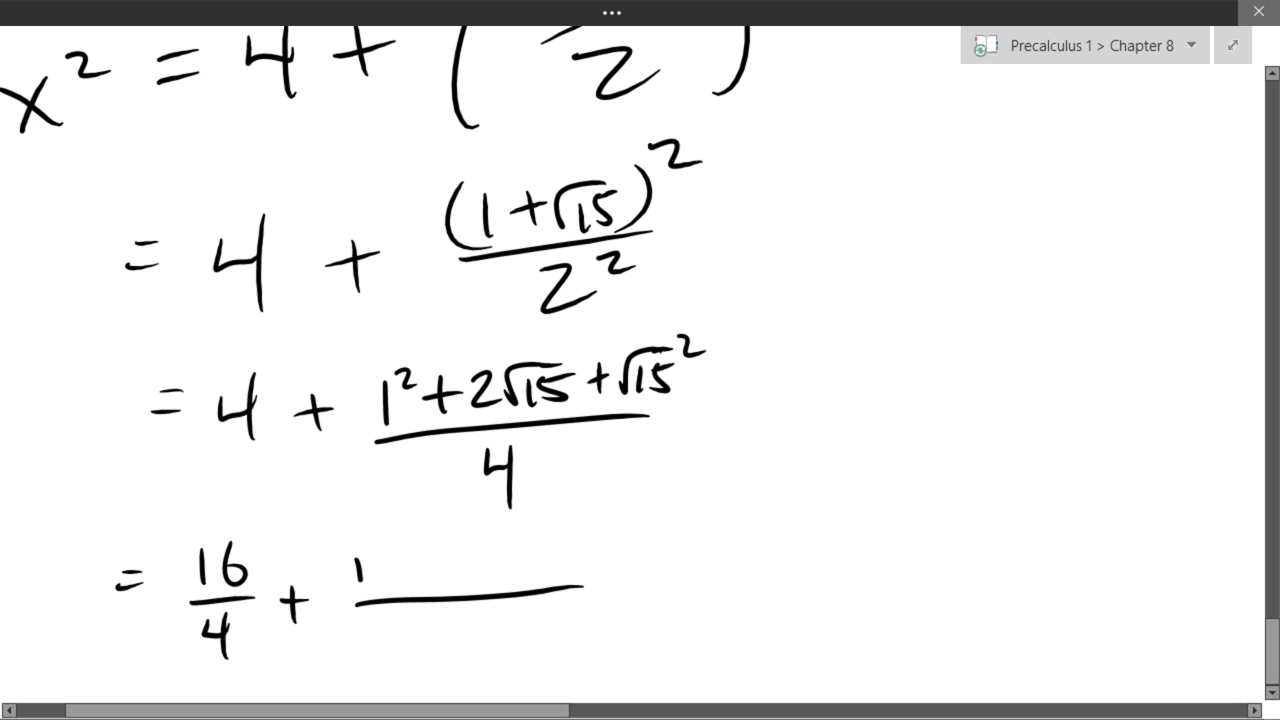 ...
Precalculus 1 > Chapter 8
x² = 4 + ( /2 )
= 4 + (1 + √15)²/2²
= 4 + 1² + 2√15 + √15²/4
= 16/4 + 1